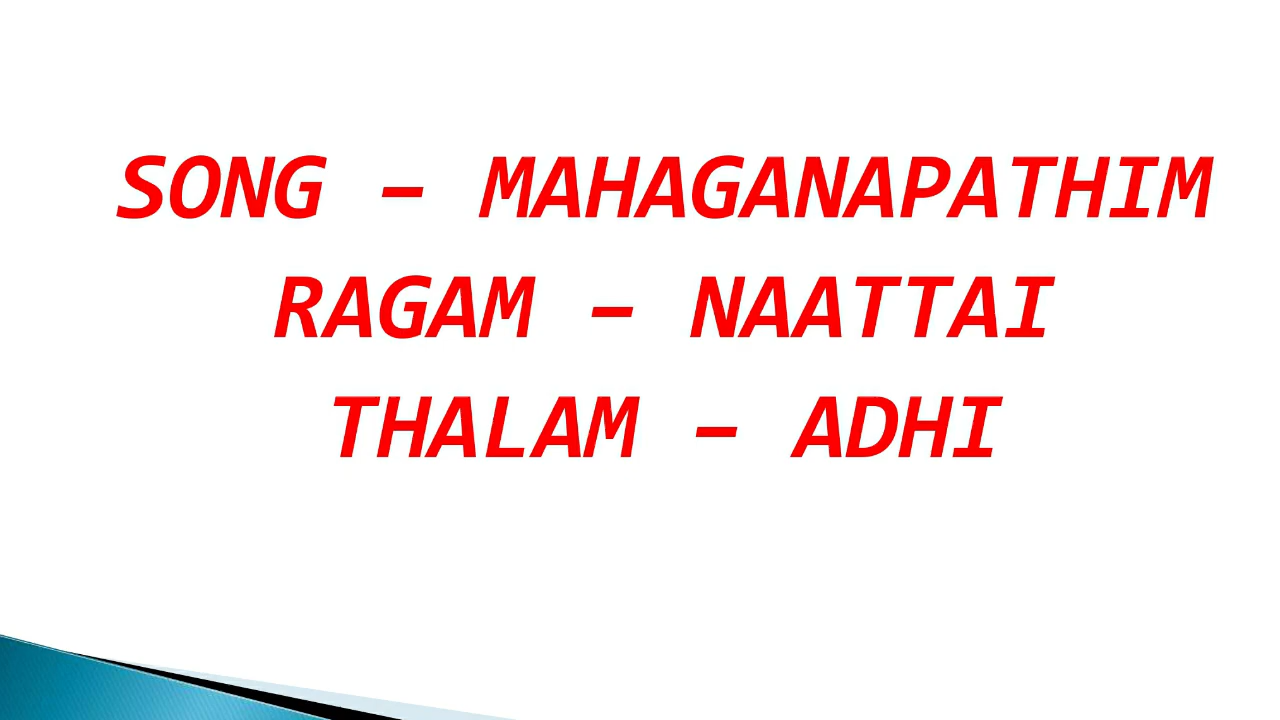 SONG – MAHAGANAPATHIM
RAGAM – NAATTAI
THALAM – ADHI